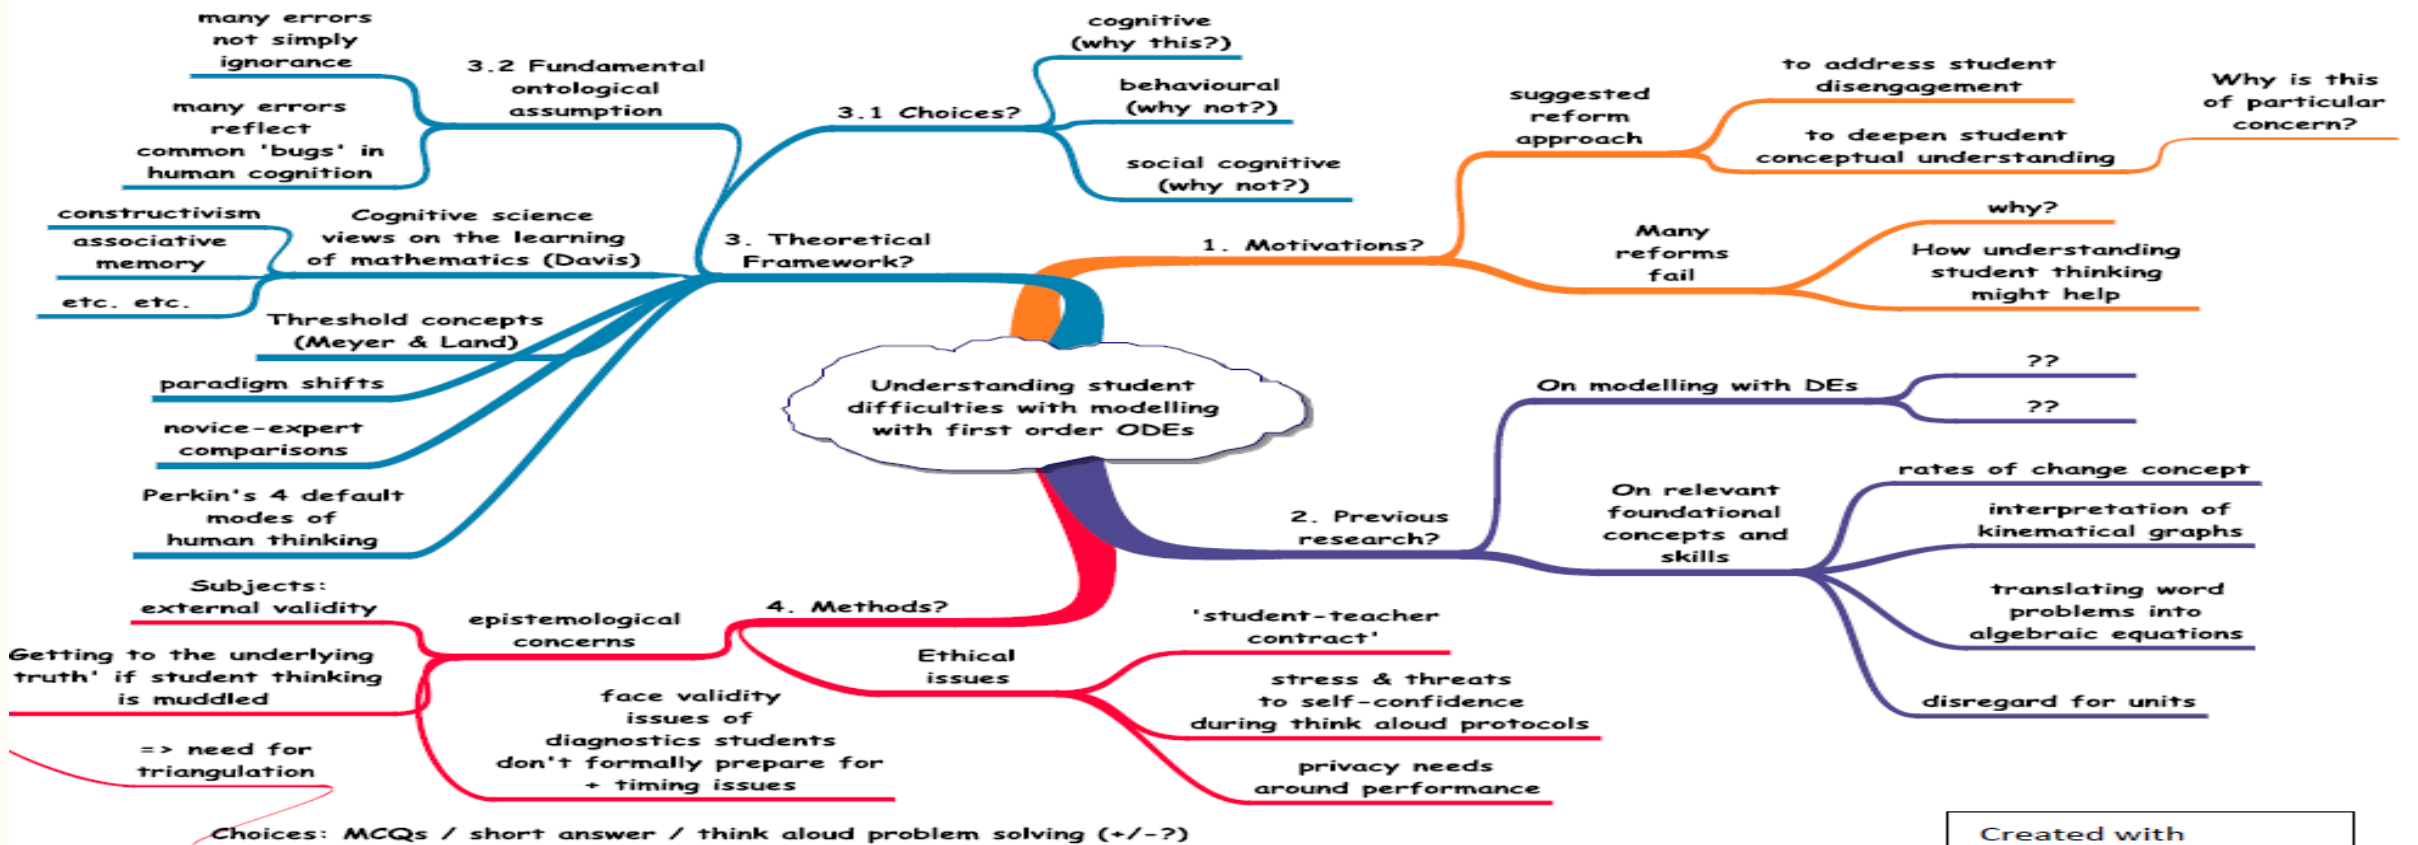 Understanding student
difficulties with modelling
with first order ODEs
1. Motivations?
suggested
reform
approach
to address student
disengagement
to deepen student
conceptual understanding
Why is this
of particular
concern?
Many
reforms
fail
why?
How understanding
student thinking
might help
2. Previous
research?
On modelling with DEs
??
??
On relevant
foundational
concepts and
skills
rates of change concept
interpretation of
kinematical graphs
translating word
problems into
algebraic equations
disregard for units
3. Theoretical
Framework?
3.1 Choices?
cognitive
(why this?)
behavioural
(why not?)
social cognitive
(why not?)
3.2 Fundamental
ontological
assumption
many errors
not simply
ignorance
many errors
reflect
common 'bugs' in
human cognition
Cognitive science
views on the learning
of mathematics (Davis)
constructivism
associative
memory
etc. etc.
Threshold concepts
(Meyer & Land)
paradigm shifts
novice-expert
comparisons
Perkin's 4 default
modes of
human thinking
4. Methods?
epistemological
concerns
Subjects:
external validity
Getting to the underlying
truth' if student thinking
is muddled
=> need for
triangulation
Choices: MCQs / short answer / think aloud problem solving (+/-?)
face validity
issues of
diagnostics students
don't formally prepare for
+ timing issues
Ethical
issues
'student-teacher
contract'
stress & threats
to self-confidence
during think aloud protocols
privacy needs
around performance
Created with